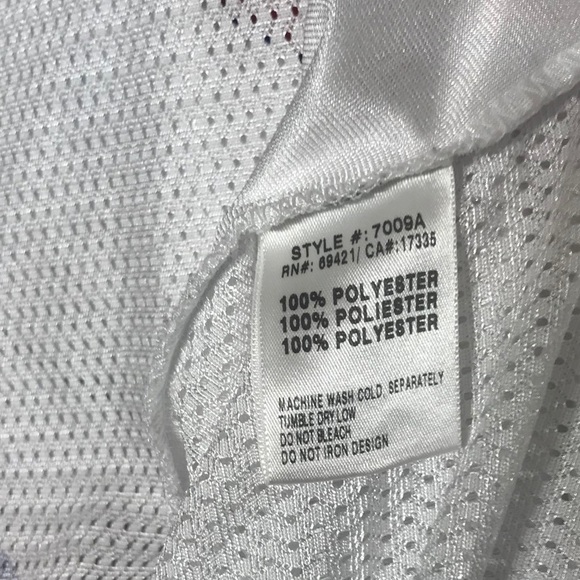 STYLE #: 7009A
RN#: 69421/ CA#:17335
100% POLYESTER
100% POLIESTER
100% POLYESTER
MACHINE WASH COLD, SEPARATELY
TUMBLE DRY LOW
DO NOT BLEACH
DO NOT IRON DESIGN